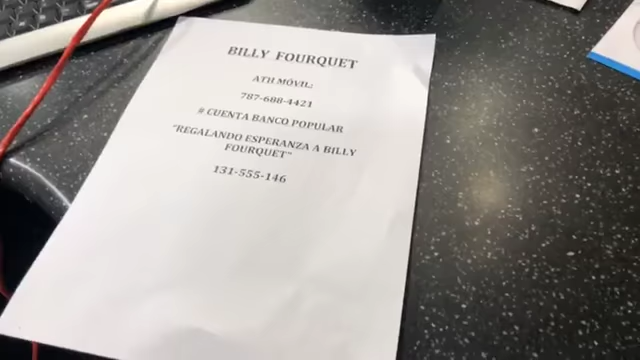 BILLY FOURQUET
ATH MÓVIL:
787-688-4421
# CUENTA BANCO POPULAR
"REGALANDO ESPERANZA A BILLY
FOURQUET"
131-555-146